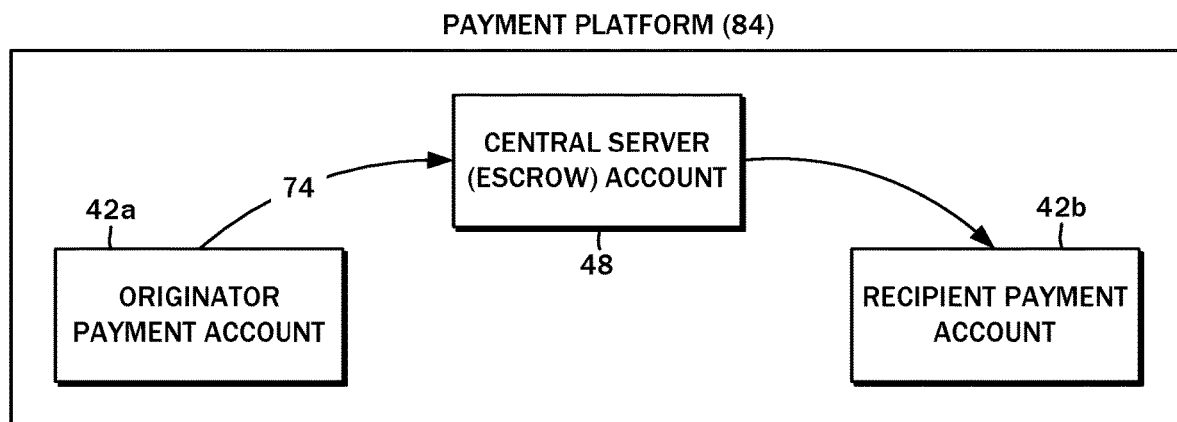 PAYMENT PLATFORM (84)
CENTRAL SERVER
(ESCROW) ACCOUNT
74
42a
42b
48
ORIGINATOR
PAYMENT ACCOUNT
RECIPIENT PAYMENT
ACCOUNT